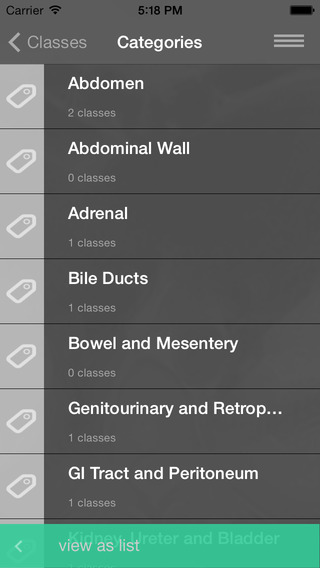 Carrier 5:18 PM
Classes Categories
Abdomen
2 classes
Abdominal Wall
0 classes
Adrenal
1 classes
Bile Ducts
1 classes
Bowel and Mesentery
0 classes
Genitourinary and Retrop...
1 classes
GI Tract and Peritoneum
1 classes
Kidney, Ureter and Bladder
view as list